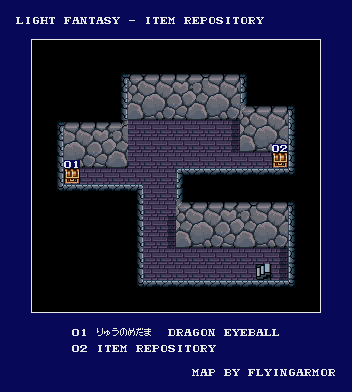 LIGHT FANTASY - ITEM REPOSITORY
01
02
01 りゅうのめだま DRAGON EYEBALL
02 ITEM REPOSITORY
MAP BY FLYINGARMOR